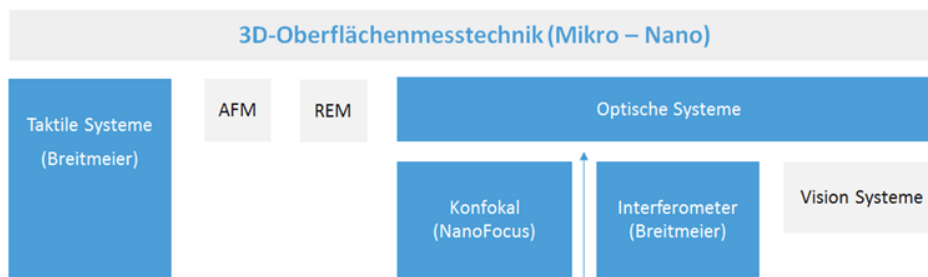 3D-Oberflächenmesstechnik (Mikro – Nano)
Taktile Systeme
(Breitmeier)
AFM
REM
Optische Systeme
Konfokal
(NanoFocus)
Interferometer
(Breitmeier)
Vision Systeme